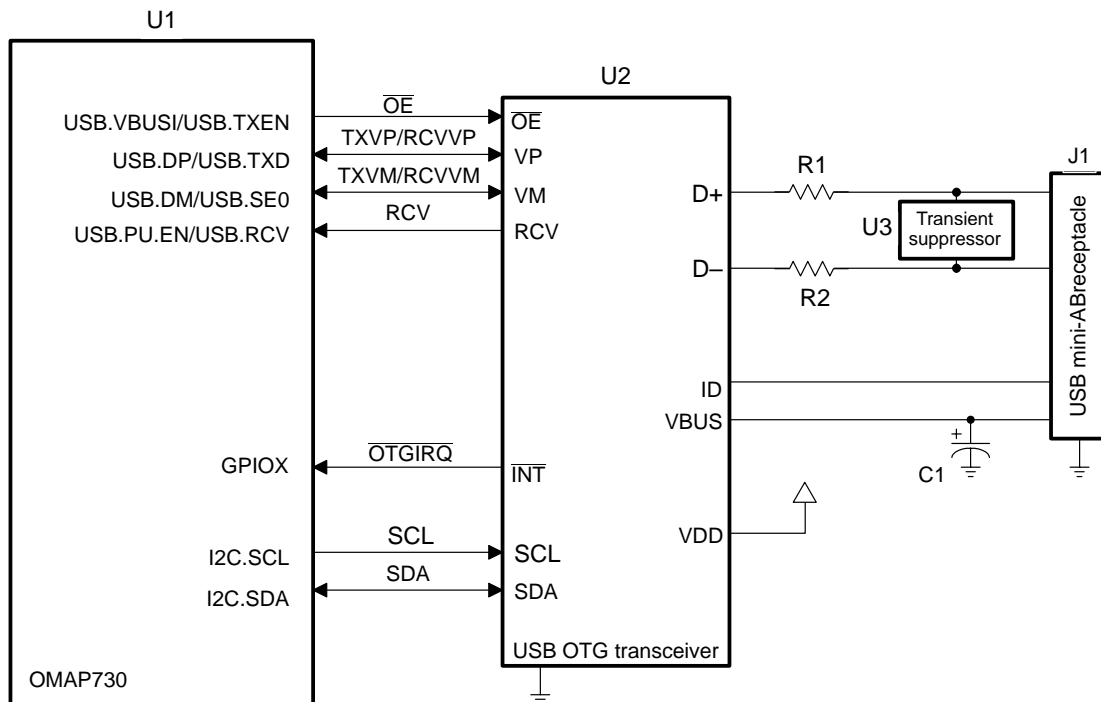 U1
U2
OE
USB.VBUSI/USB.TXEN
OE
TXVP/RCVVP
USB.DP/USB.TXD
VP
TXVM/RCVVM
USB.DM/USB.SE0
VM
RCV
USB.PU.EN/USB.RCV
RCV
D+
R1
J1
U3
Transient
suppressor
D–
R2
USB mini-ABreceptacle
ID
VBUS
+
C1
OTGIRQ
GPIOX
INT
VDD
SCL
I2C.SCL
SCL
SDA
I2C.SDA
SDA
USB OTG transceiver
OMAP730